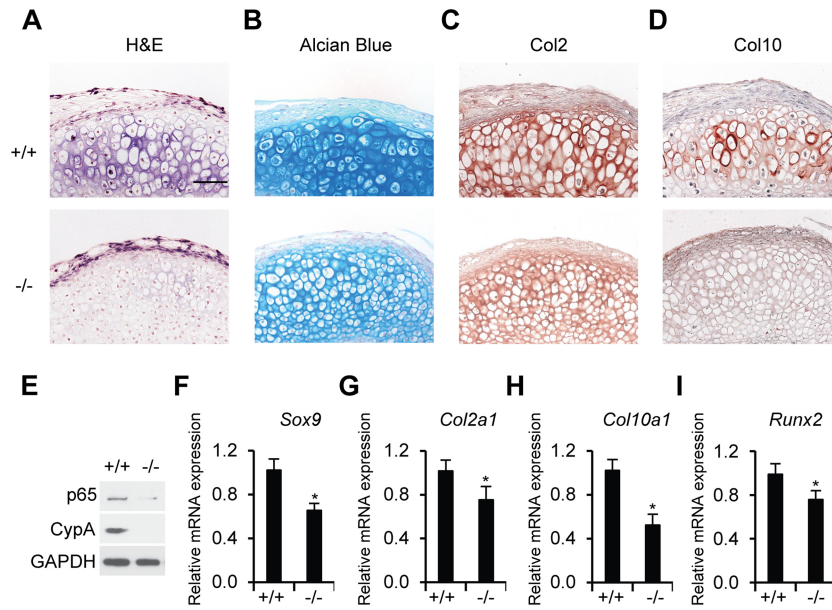 A B C D
H&E Alcian Blue Col2 Col10
+/+
-/-
E F G H I
Sox9 Col2a1 Col10a1 Runx2
+/+ -/-
p65
CypA
GAPDH
Relative mRNA expression
1.2
0.8
0.4
0.0
+/+ -/-
*
Relative mRNA expression
1.2
0.8
0.4
0.0
+/+ -/-
*
Relative mRNA expression
1.2
0.8
0.4
0.0
+/+ -/-
*
Relative mRNA expression
1.2
0.8
0.4
0.0
+/+ -/-
*